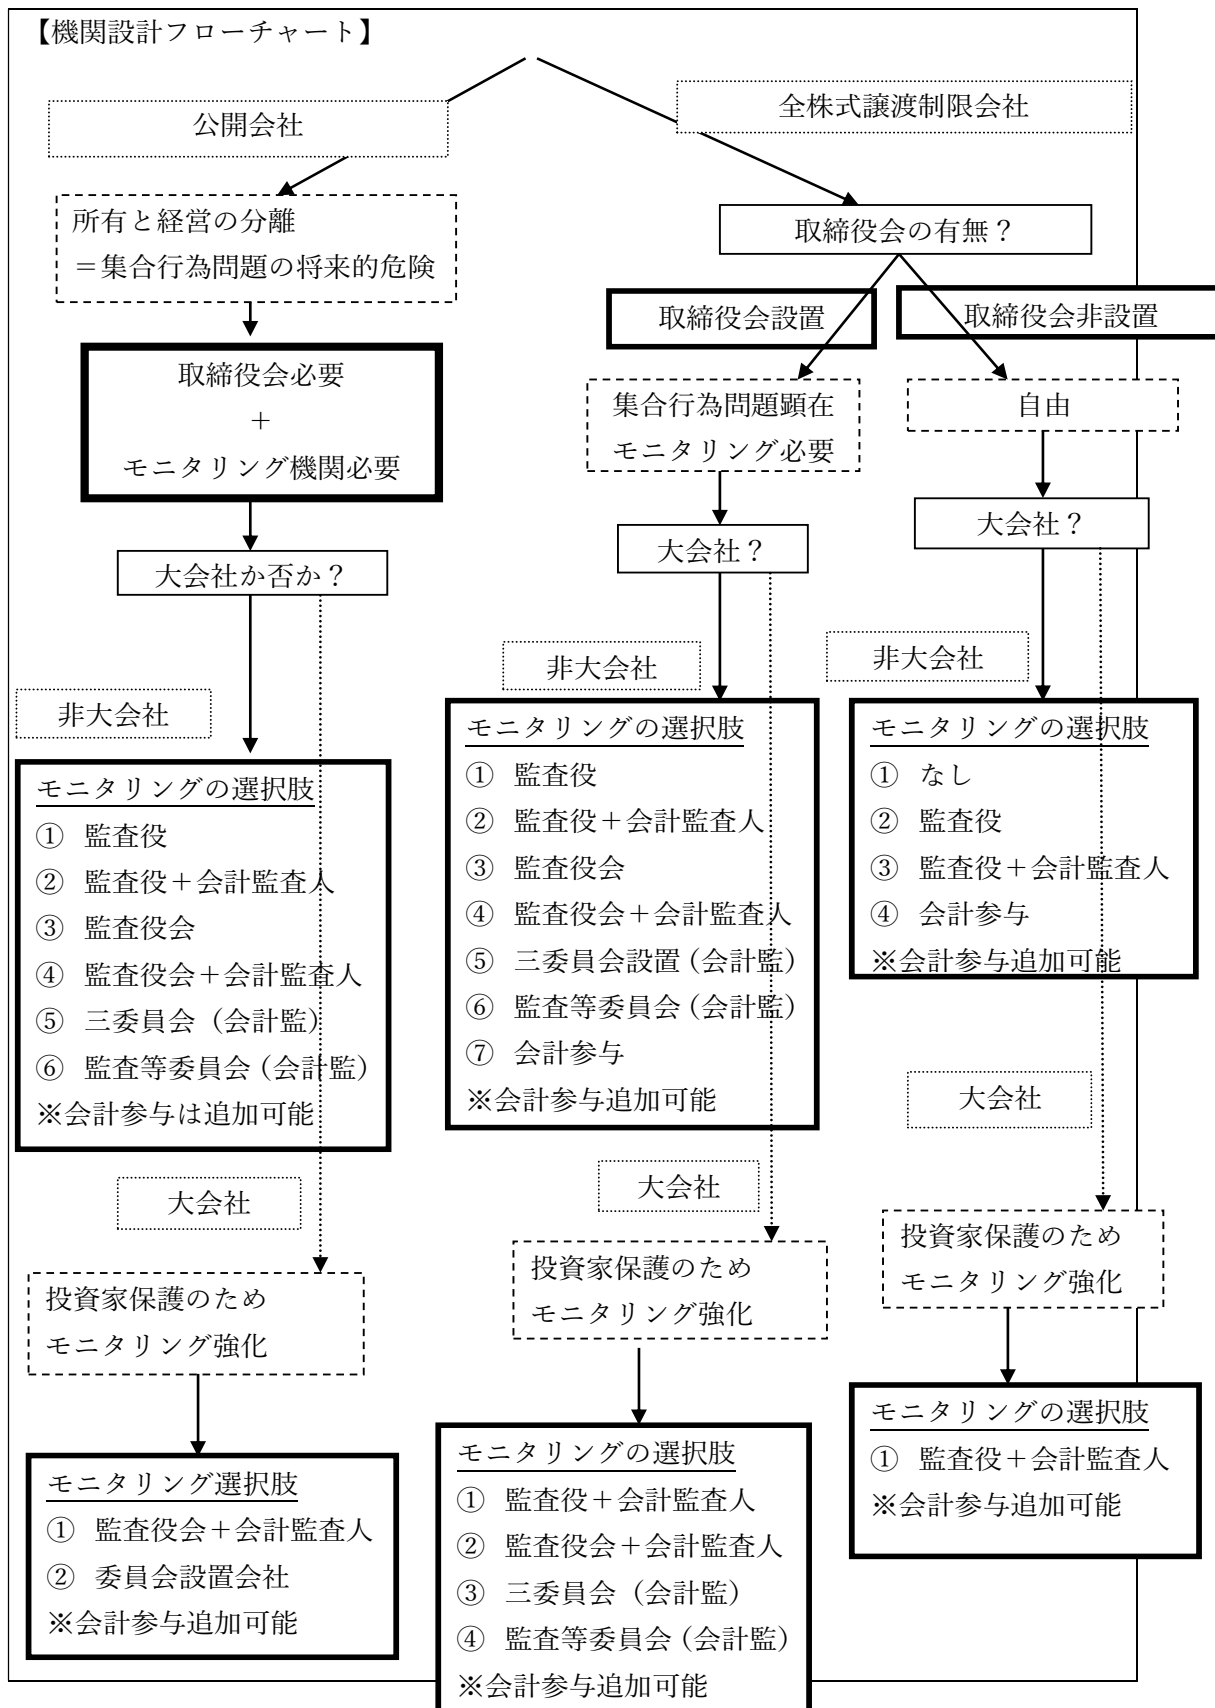 【機関設計フローチャート】
公開会社
全株式譲渡制限会社
所有と経営の分離
＝集合行為問題の将来的危険
取締役会の有無？
取締役会設置
取締役会非設置
取締役会必要
＋
モニタリング機関必要
集合行為問題顕在
モニタリング必要
自由
大会社か否か？
大会社？
大会社？
非大会社
非大会社
非大会社
モニタリングの選択肢
① 監査役
② 監査役＋会計監査人
③ 監査役会
④ 監査役会＋会計監査人
⑤ 三委員会（会計監）
⑥ 監査等委員会（会計監）
※会計参与は追加可能
モニタリングの選択肢
① 監査役
② 監査役＋会計監査人
③ 監査役会
④ 監査役会＋会計監査人
⑤ 三委員会設置（会計監）
⑥ 監査等委員会（会計監）
⑦ 会計参与
※会計参与追加可能
モニタリングの選択肢
① なし
② 監査役
③ 監査役＋会計監査人
④ 会計参与
※会計参与追加可能
大会社
大会社
大会社
投資家保護のため
モニタリング強化
投資家保護のため
モニタリング強化
投資家保護のため
モニタリング強化
モニタリング選択肢
① 監査役会＋会計監査人
② 委員会設置会社
※会計参与追加可能
モニタリングの選択肢
① 監査役＋会計監査人
② 監査役会＋会計監査人
③ 三委員会（会計監）
④ 監査等委員会（会計監）
※会計参与追加可能
モニタリングの選択肢
① 監査役＋会計監査人
※会計参与追加可能